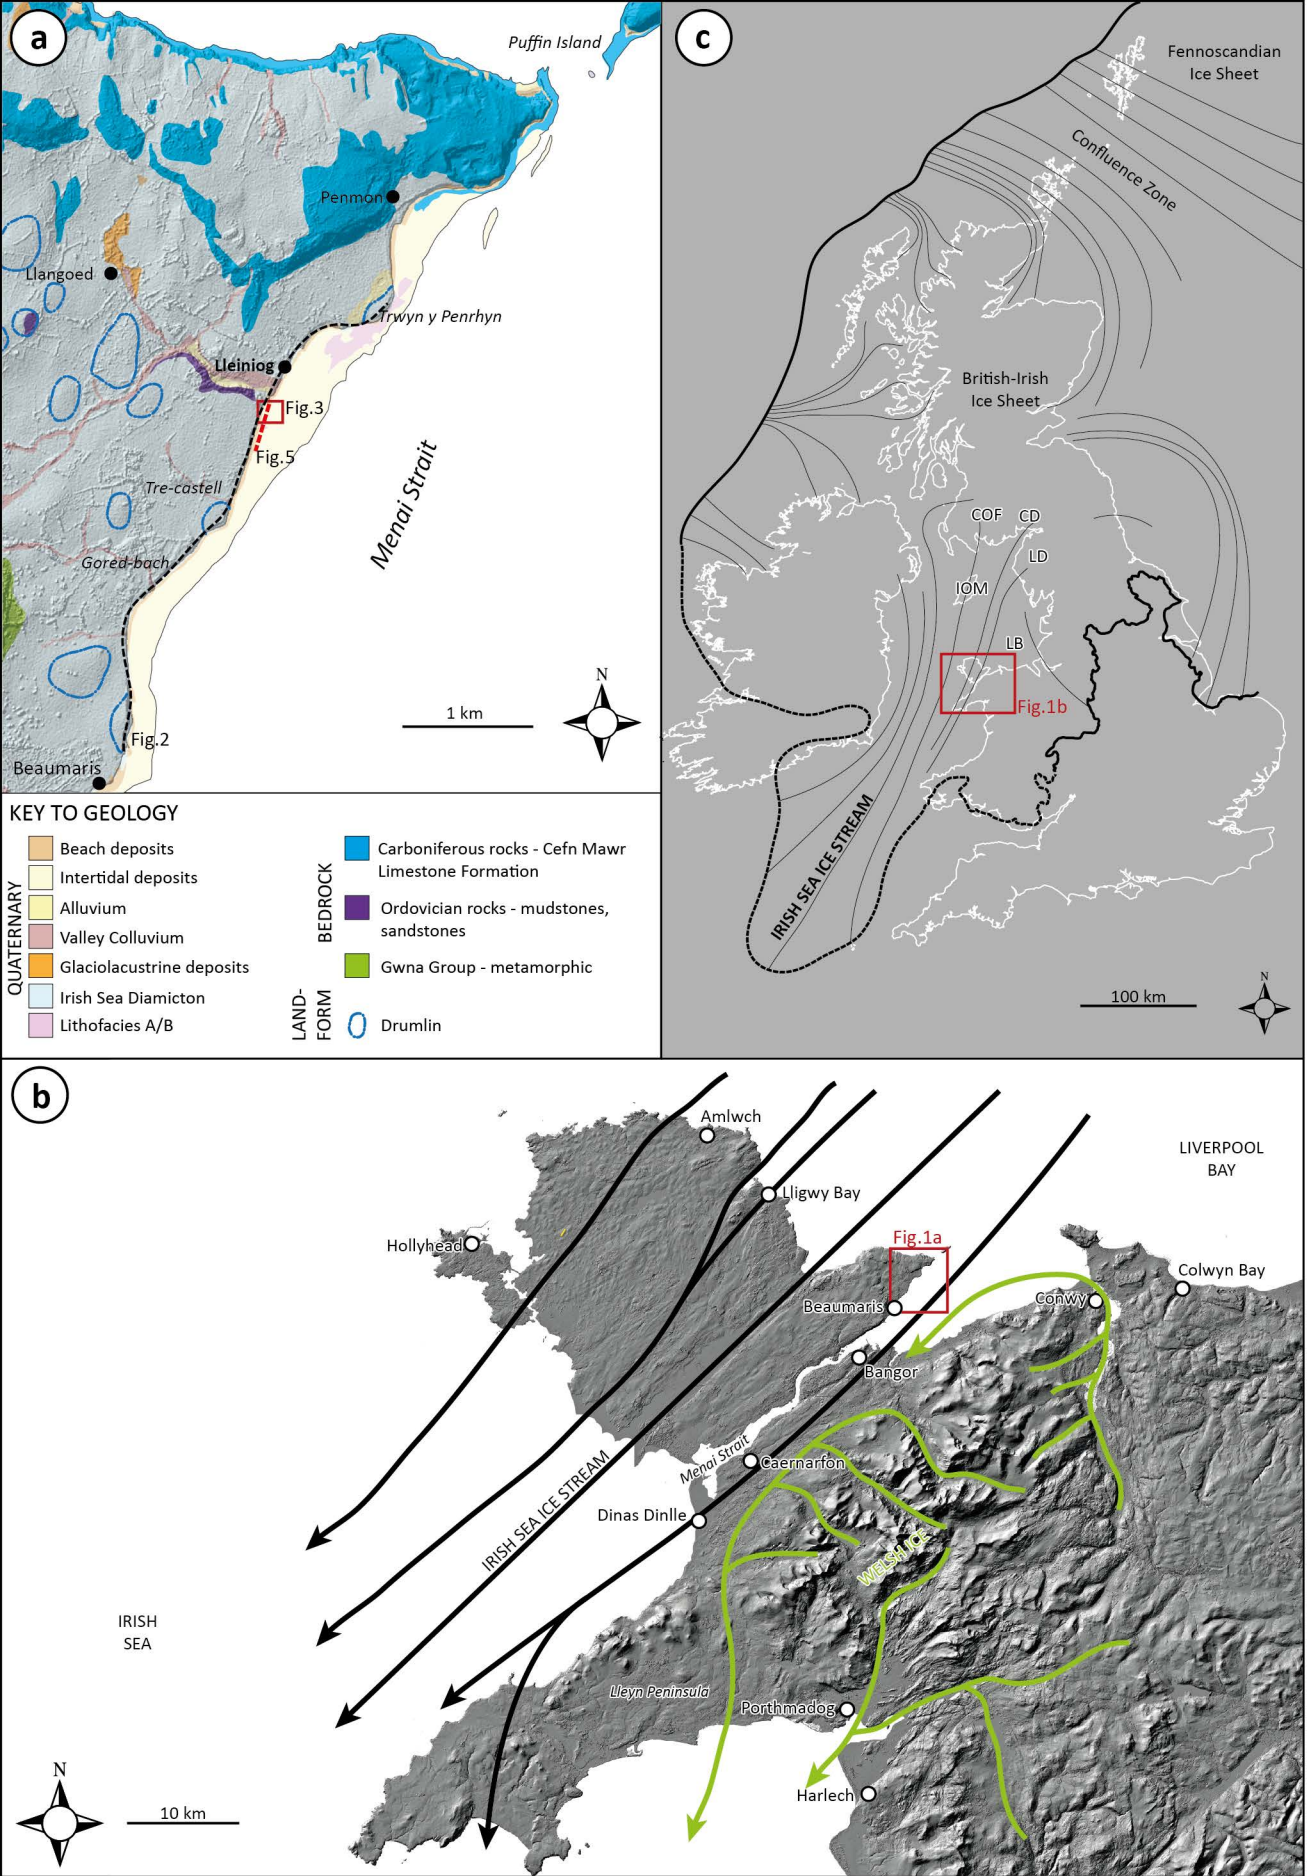 a
Puffin Island
Penmon
Llangoed
Trwyn y Penrhyn
Lleiniog
Fig.3
Fig.5
Tre-castell
Menai Strait
Gored-bach
Fig.2
Beaumaris
1 km
N
KEY TO GEOLOGY
QUATERNARY
Beach deposits
Intertidal deposits
Alluvium
Valley Colluvium
Glaciolacustrine deposits
Irish Sea Diamicton
Lithofacies A/B
BEDROCK
Carboniferous rocks - Cefn Mawr
Limestone Formation
Ordovician rocks - mudstones,
sandstones
Gwna Group - metamorphic
LAND-
FORM
Drumlin
c
Fennoscandian
Ice Sheet
Confluence Zone
British-Irish
Ice Sheet
COF
CD
LD
IOM
LB
Fig.1b
IRISH SEA ICE STREAM
100 km
N
b
Amlwch
LIVERPOOL
BAY
Lligwy Bay
Hollyhead
Fig.1a
Colwyn Bay
Conwy
Beaumaris
Bangor
Menai Strait
Caernarfon
IRISH SEA ICE STREAM
Dinas Dinlle
WELSH ICE
IRISH
SEA
Lleyn Peninsula
Porthmadog
Harlech
N
10 km